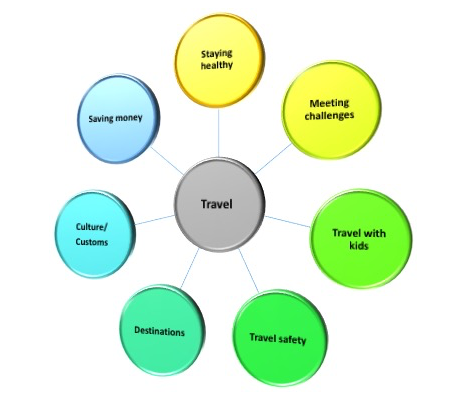 Staying
healthy
Meeting
challenges
Travel with
kids
Travel safety
Destinations
Culture/
Customs
Saving money
Travel